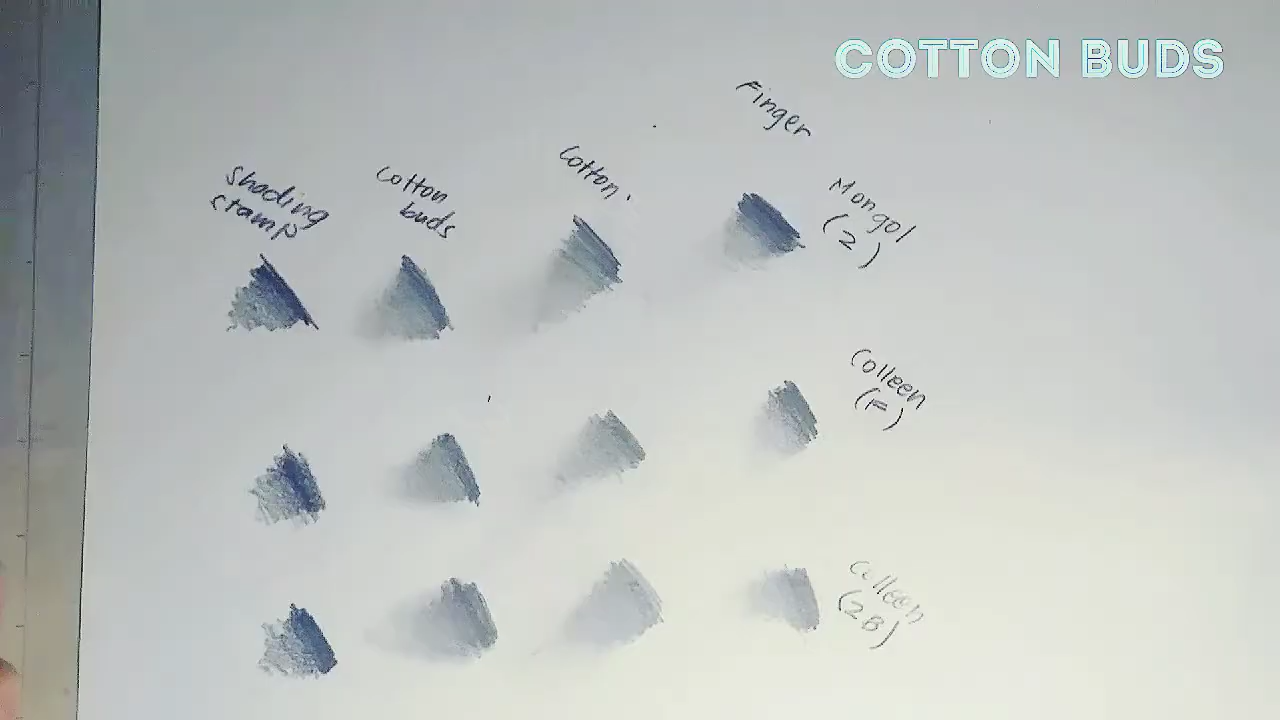 COTTON BUDS
Finger
Cotton.
Shading
stamp
Cotton
buds
Mongol
(2)
Colleen
(F)
Colleen
(2B)